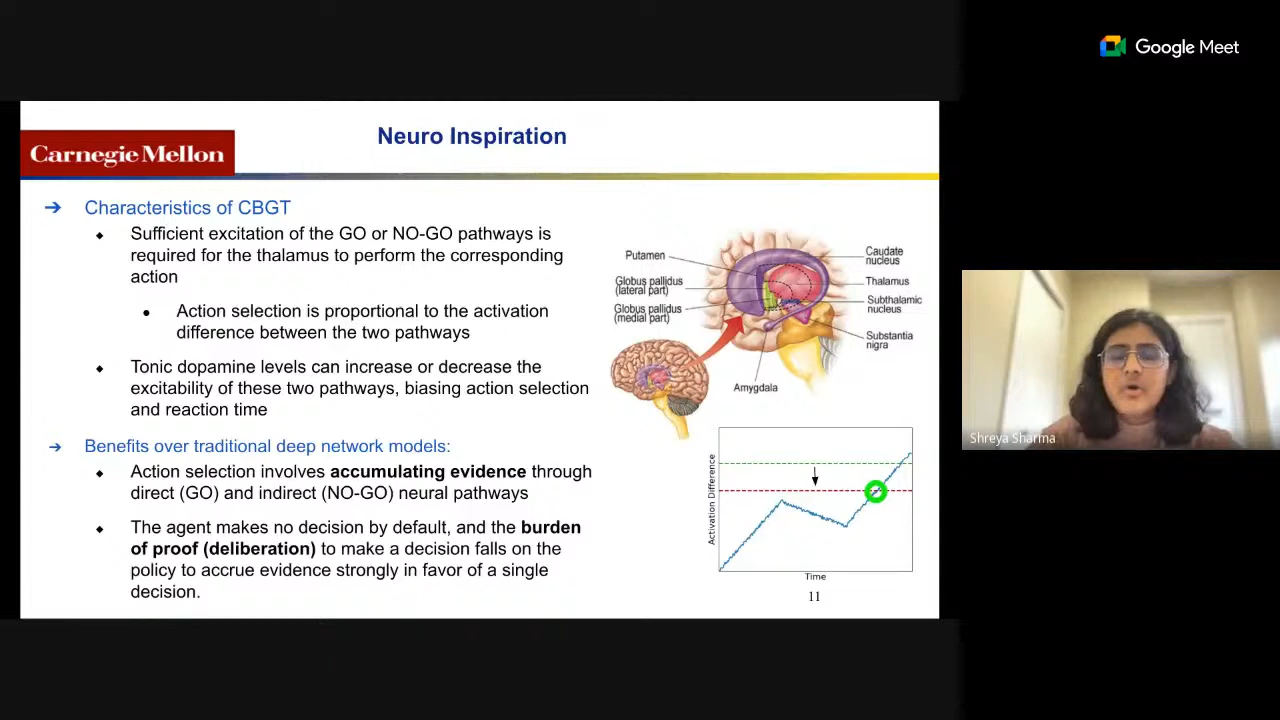 Google Meet
Neuro Inspiration
Carnegie Mellon
➔ Characteristics of CBGT
◆ Sufficient excitation of the GO or NO-GO pathways is
required for the thalamus to perform the corresponding
action
● Action selection is proportional to the activation
difference between the two pathways
◆ Tonic dopamine levels can increase or decrease the
excitability of these two pathways, biasing action selection
and reaction time
➔ Benefits over traditional deep network models:
◆ Action selection involves accumulating evidence through
direct (GO) and indirect (NO-GO) neural pathways
◆ The agent makes no decision by default, and the burden
of proof (deliberation) to make a decision falls on the
policy to accrue evidence strongly in favor of a single
decision.
Putamen
Globus pallidus
(lateral part)
Globus pallidus
(medial part)
Caudate
nucleus
Thalamus
Subthalamic
nucleus
Substantia
nigra
Amygdala
Activation Difference
Time
11
Shreya Sharma